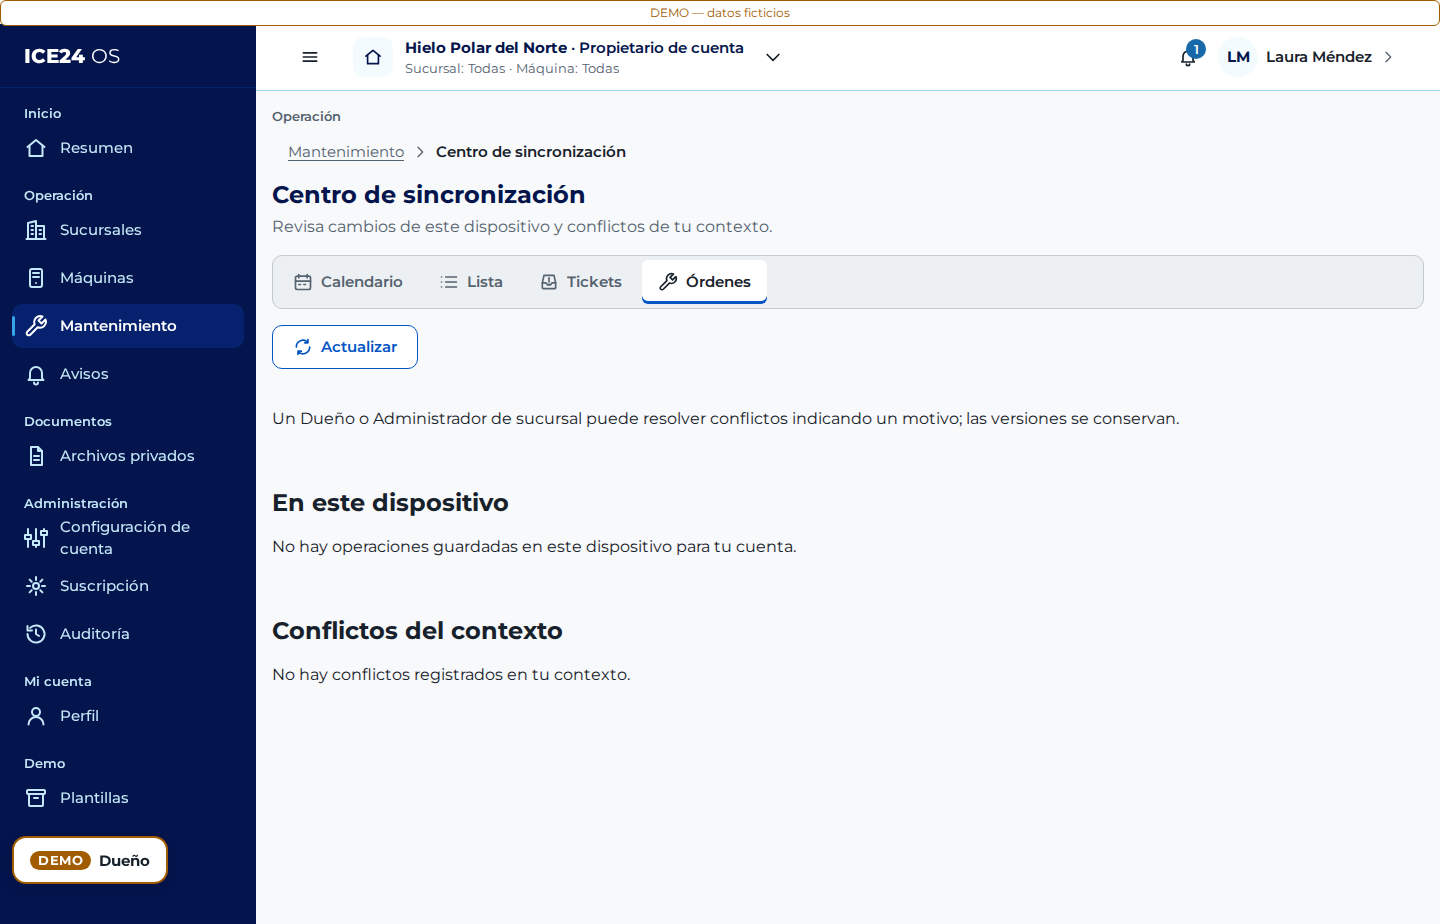 DEMO — datos ficticios
ICE24 OS
Inicio
Resumen
Operación
Sucursales
Máquinas
Mantenimiento
Avisos
Documentos
Archivos privados
Administración
Configuración de
cuenta
Suscripción
Auditoría
Mi cuenta
Perfil
Demo
Plantillas
DEMO Dueño
Hielo Polar del Norte · Propietario de cuenta
Sucursal: Todas · Máquina: Todas
1
LM Laura Méndez
Operación
Mantenimiento > Centro de sincronización
Centro de sincronización
Revisa cambios de este dispositivo y conflictos de tu contexto.
Calendario Lista Tickets Órdenes
Actualizar
Un Dueño o Administrador de sucursal puede resolver conflictos indicando un motivo; las versiones se conservan.
En este dispositivo
No hay operaciones guardadas en este dispositivo para tu cuenta.
Conflictos del contexto
No hay conflictos registrados en tu contexto.